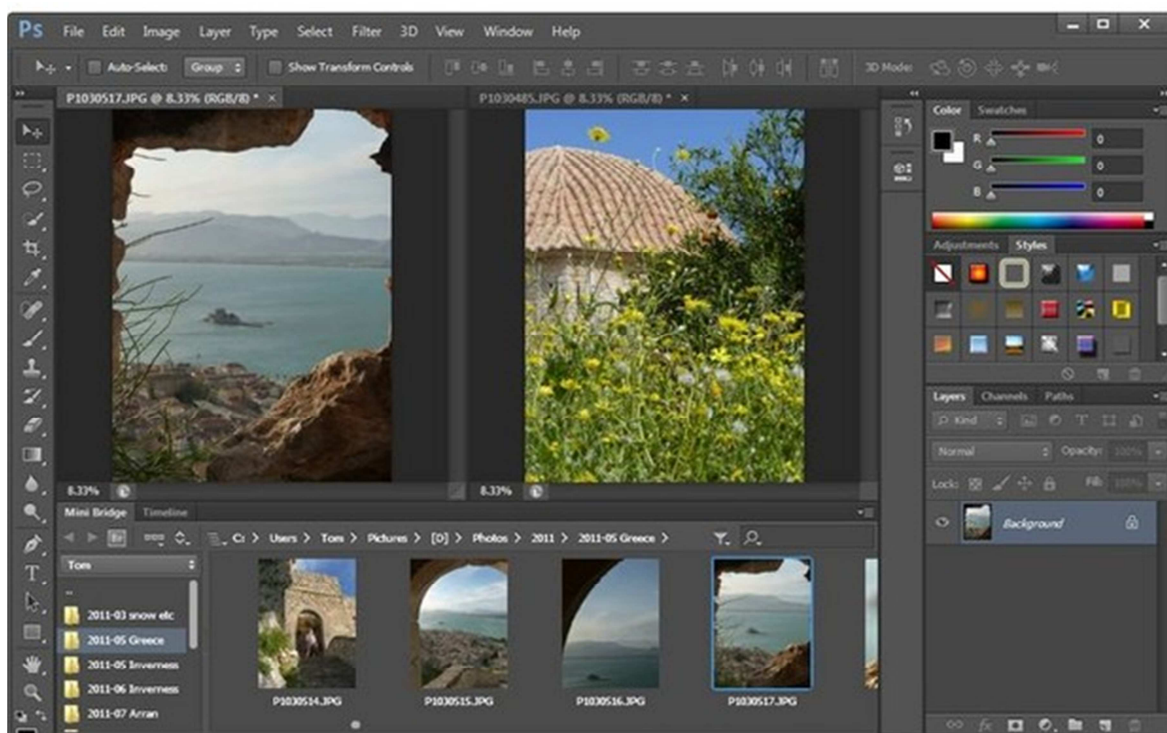 Ps File Edit Image Layer Type Select Filter 3D View Window Help
Auto-Select: Group Show Transform Controls 3D Mode:
P1030517.JPG @ 8.33% (RGB/8) * × P1030485.JPG @ 8.33% (RGB/8) * ×
Color Swatches
R 0
G 0
B 0
Adjustments Styles
Layers Channels Paths
Kind
Normal Opacity: 100%
Lock: Fill: 100%
Background
8.33% 8.33%
Mini Bridge Timeline
Br C: > Users > Tom > Pictures > [D] > Photos > 2011 > 2011-05 Greece >
Tom
..
2011-03 snow etc
2011-05 Greece
2011-05 Inverness
2011-06 Inverness
2011-07 Arran
P1030514.JPG P1030515.JPG P1030516.JPG P1030517.JPG
fx